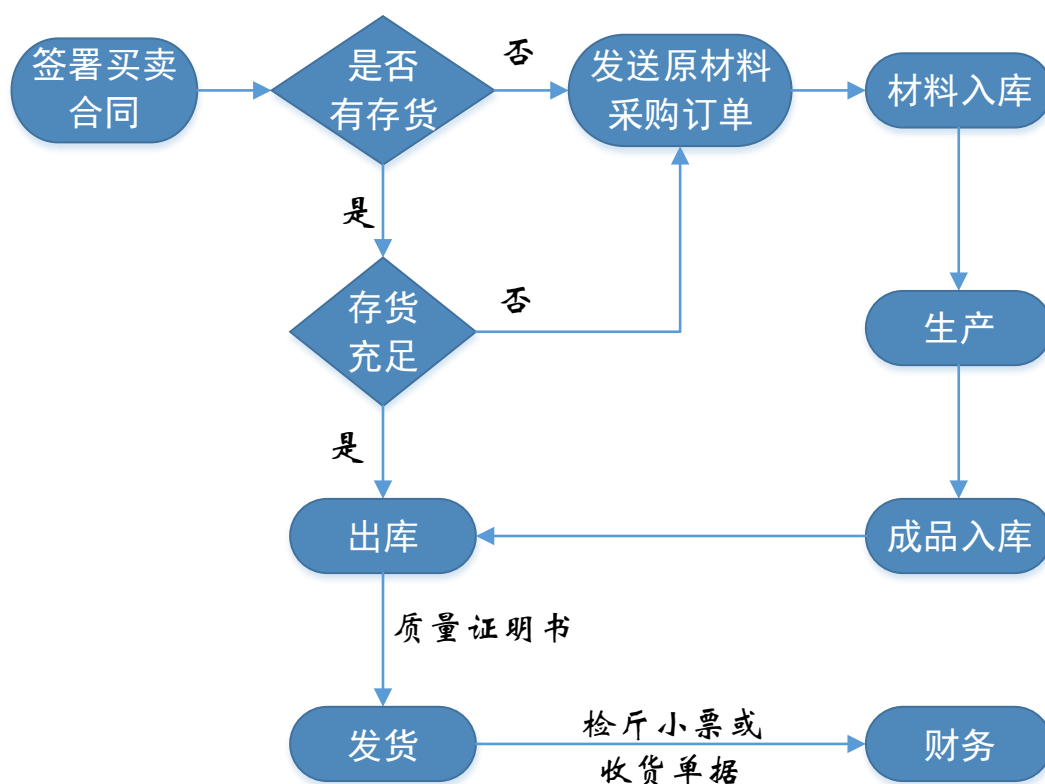 签署买卖
合同
是否
有存货
否
发送原材料
采购订单
材料入库
是
存货
充足
否
生产
是
出库
成品入库
质量证明书
发货
检斤小票或
收货单据
财务